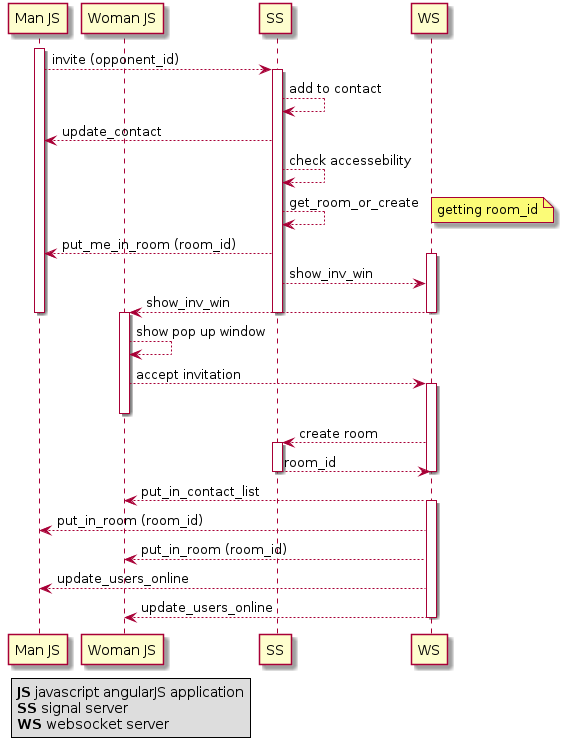 Man JS Woman JS SS WS
invite (opponent_id)
add to contact
update_contact
check accessebility
get_room_or_create
getting room_id
put_me_in_room (room_id)
show_inv_win
show_inv_win
show pop up window
accept invitation
create room
room_id
put_in_contact_list
put_in_room (room_id)
put_in_room (room_id)
update_users_online
update_users_online
Man JS Woman JS SS WS
JS javascript angularJS application
SS signal server
WS websocket server